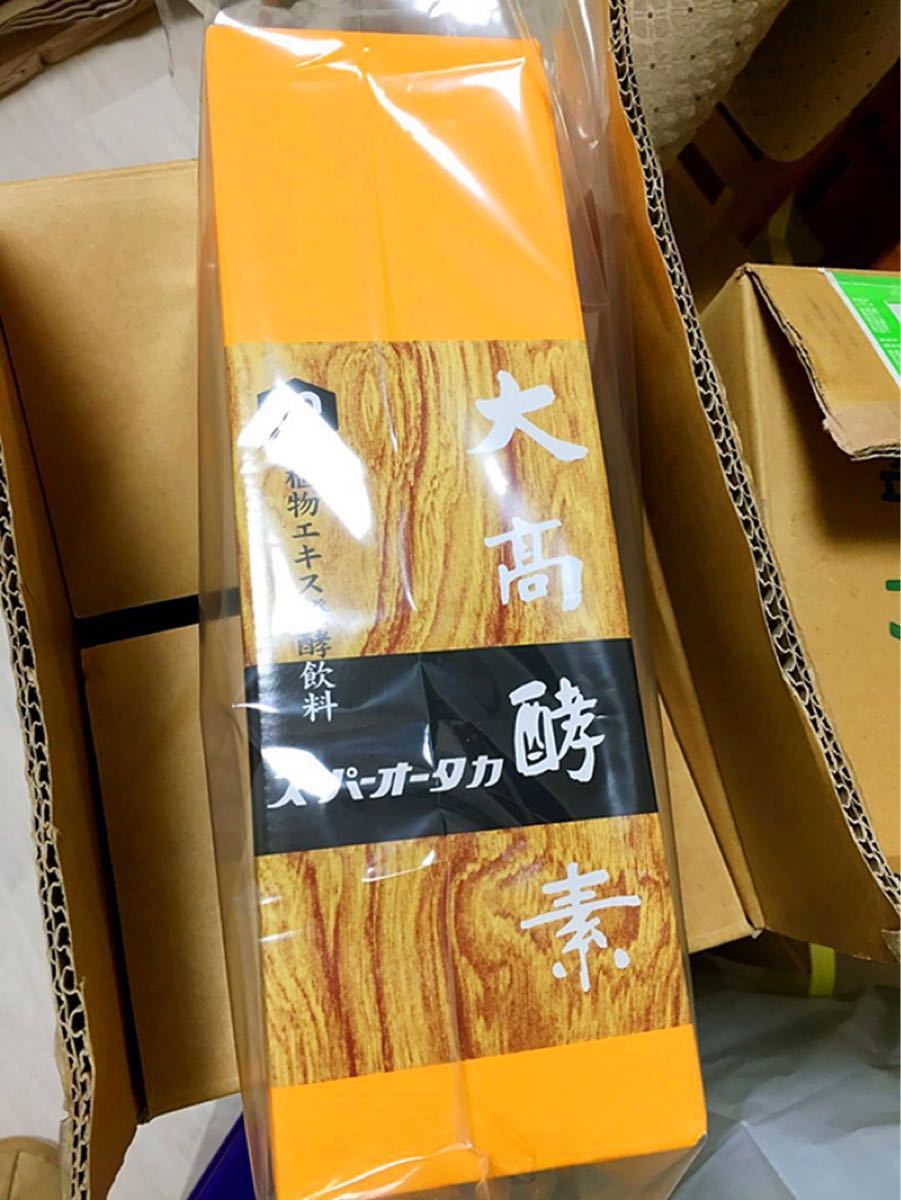 大高酵素
植物エキス発酵飲料
スーパーオータカ